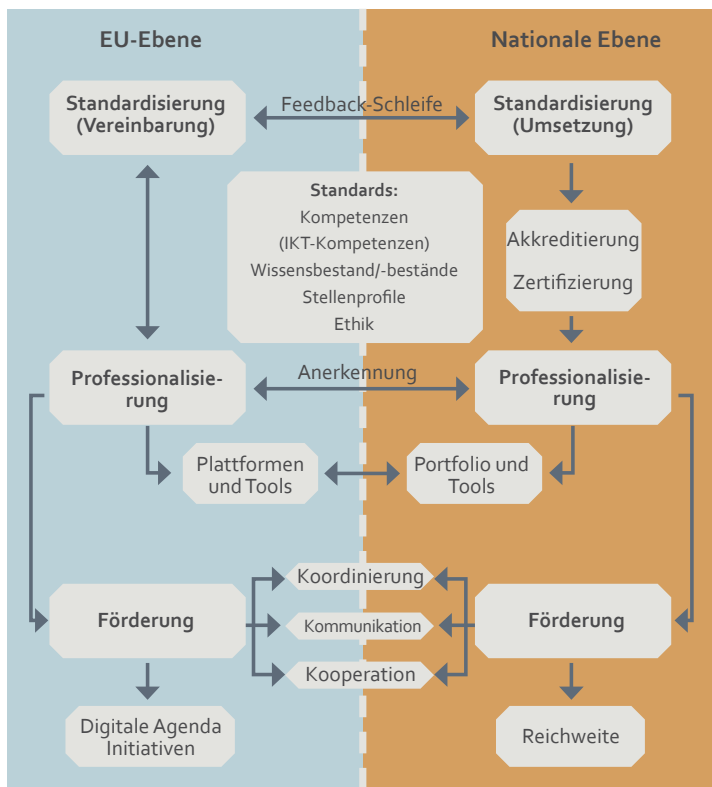 EU-Ebene
Nationale Ebene
Standardisierung
(Vereinbarung)
Feedback-Schleife
Standardisierung
(Umsetzung)
Standards:
Kompetenzen
(IKT-Kompetenzen)
Wissensbestand/-bestände
Stellenprofile
Ethik
Akkreditierung
Zertifizierung
Professionalisie-
rung
Anerkennung
Professionalisie-
rung
Plattformen
und Tools
Portfolio und
Tools
Koordinierung
Förderung
Kommunikation
Förderung
Kooperation
Digitale Agenda
Initiativen
Reichweite